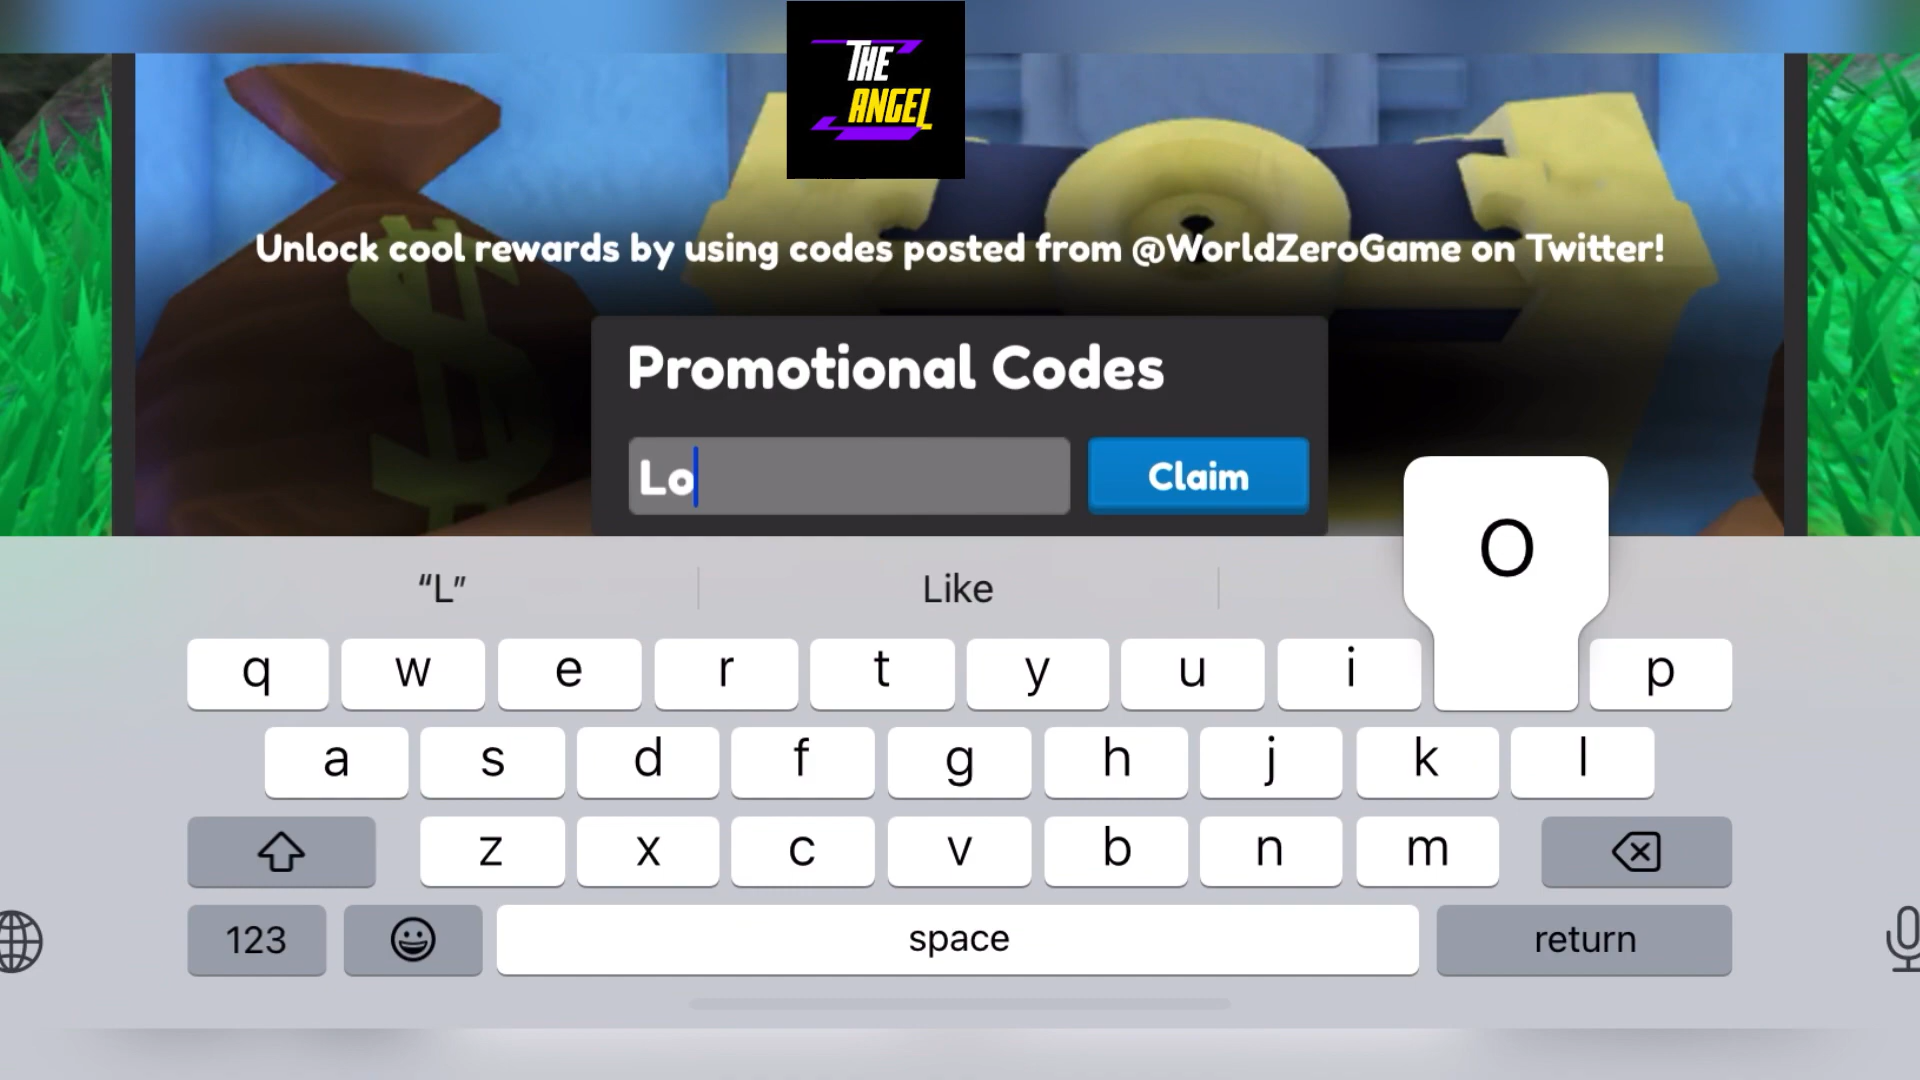 THE
ANGEL
Unlock cool rewards by using codes posted from @WorldZeroGame on Twitter!
Promotional Codes
Lo Claim
“L” Like
O
q w e r t y u i p
a s d f g h j k l
z x c v b n m
123 space return